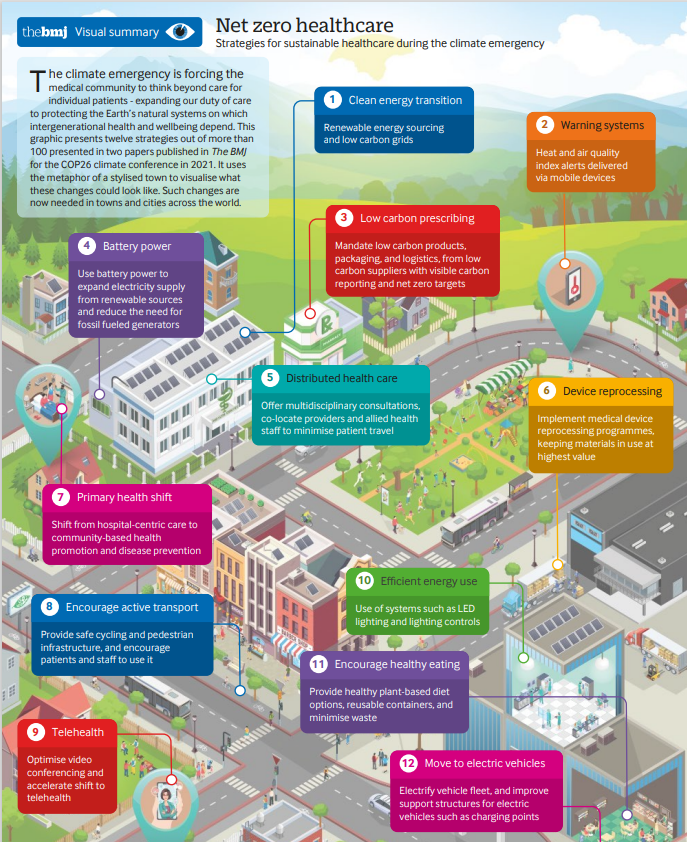 thebmj Visual summary
Net zero healthcare
Strategies for sustainable healthcare during the climate emergency
The climate emergency is forcing the
medical community to think beyond care for
individual patients - expanding our duty of care
to protecting the Earth's natural systems on which
intergenerational health and wellbeing depend. This
graphic presents twelve strategies out of more than
100 presented in two papers published in The BMJ
for the COP26 climate conference in 2021. It uses
the metaphor of a stylised town to visualise what
these changes could look like. Such changes are
now needed in towns and cities across the world.
1 Clean energy transition
Renewable energy sourcing
and low carbon grids
2 Warning systems
Heat and air quality
index alerts delivered
via mobile devices
3 Low carbon prescribing
Mandate low carbon products,
packaging, and logistics, from low
carbon suppliers with visible carbon
reporting and net zero targets
4 Battery power
Use battery power to
expand electricity supply
from renewable sources
and reduce the need for
fossil fueled generators
5 Distributed health care
Offer multidisciplinary consultations,
co-locate providers and allied health
staff to minimise patient travel
6 Device reprocessing
Implement medical device
reprocessing programmes,
keeping materials in use at
highest value
7 Primary health shift
Shift from hospital-centric care to
community-based health
promotion and disease prevention
8 Encourage active transport
Provide safe cycling and pedestrian
infrastructure, and encourage
patients and staff to use it
9 Telehealth
Optimise video
conferencing and
accelerate shift to
telehealth
10 Efficient energy use
Use of systems such as LED
lighting and lighting controls
11 Encourage healthy eating
Provide healthy plant-based diet
options, reusable containers, and
minimise waste
12 Move to electric vehicles
Electrify vehicle fleet, and improve
support structures for electric
vehicles such as charging points